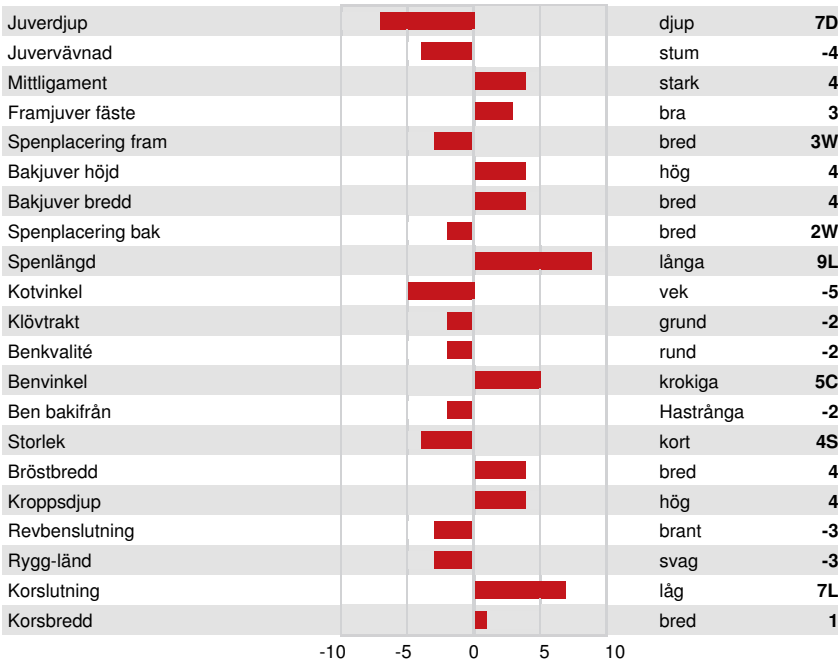 Juverdjup djup 7D
Juvervävnad stum -4
Mittligament stark 4
Framjuver fäste bra 3
Spenplacering fram bred 3W
Bakjuver höjd hög 4
Bakjuver bredd bred 4
Spenplacering bak bred 2W
Spenlängd långa 9L
Kotvinkel vek -5
Klövtrakt grund -2
Benkvalité rund -2
Benvinkel krokiga 5C
Ben bakifrån Hastrånga -2
Storlek kort 4S
Bröstbredd bred 4
Kroppsdjup hög 4
Revbenslutning brant -3
Rygg-länd svag -3
Korslutning låg 7L
Korsbredd bred 1
-10 -5 0 5 10